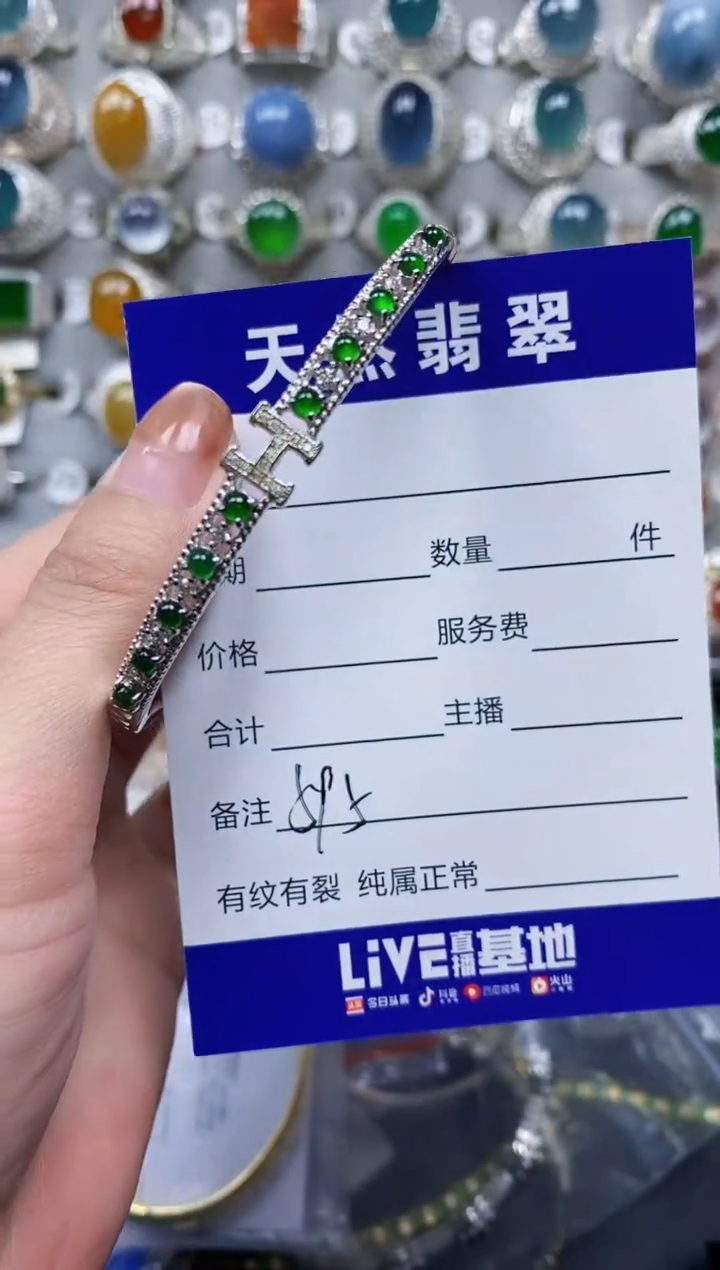 天然翡翠
期 数量 件
价格 服务费
合计 主播
备注
有纹有裂 纯属正常
LiVE直播基地
今日头条 抖音 西瓜视频 火山